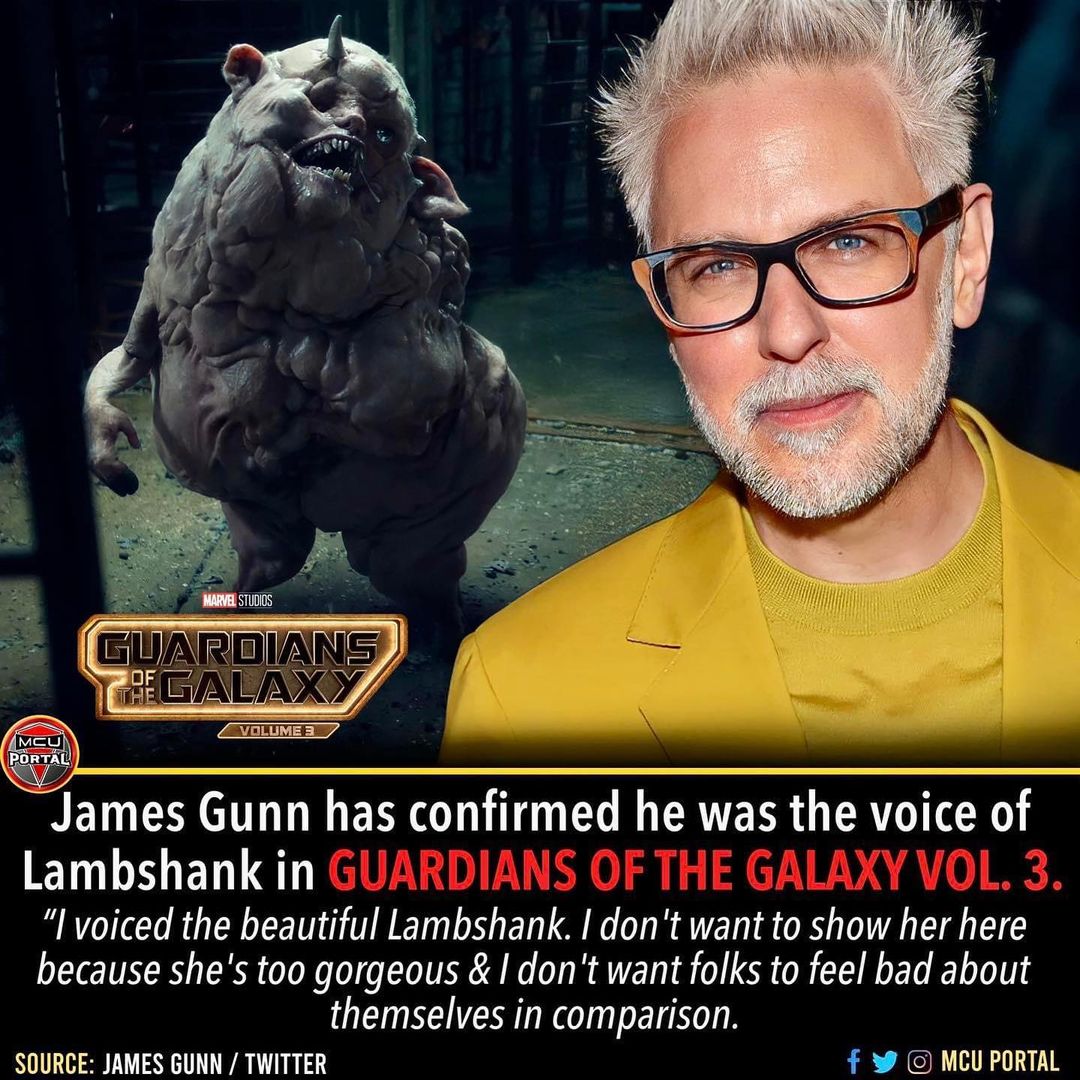 MARVEL STUDIOS
GUARDIANS
OF
THE GALAXY
VOLUME 3
MCU
PORTAL
James Gunn has confirmed he was the voice of
Lambshank in GUARDIANS OF THE GALAXY VOL. 3.
"I voiced the beautiful Lambshank. I don't want to show her here
because she's too gorgeous & I don't want folks to feel bad about
themselves in comparison.
SOURCE: JAMES GUNN / TWITTER
MCU PORTAL